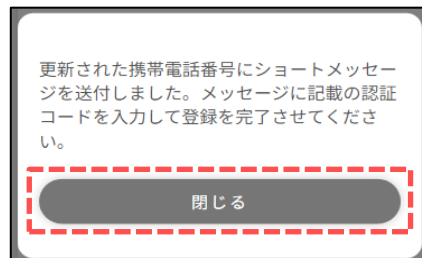 更新された携帯電話番号にショートメッセー
ジを送付しました。メッセージに記載の認証
コードを入力して登録を完了させてくださ
い。
閉じる